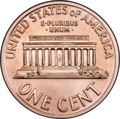 UNITED STATES OF AMERICA
E·PLURIBUS
UNUM
ONE CENT